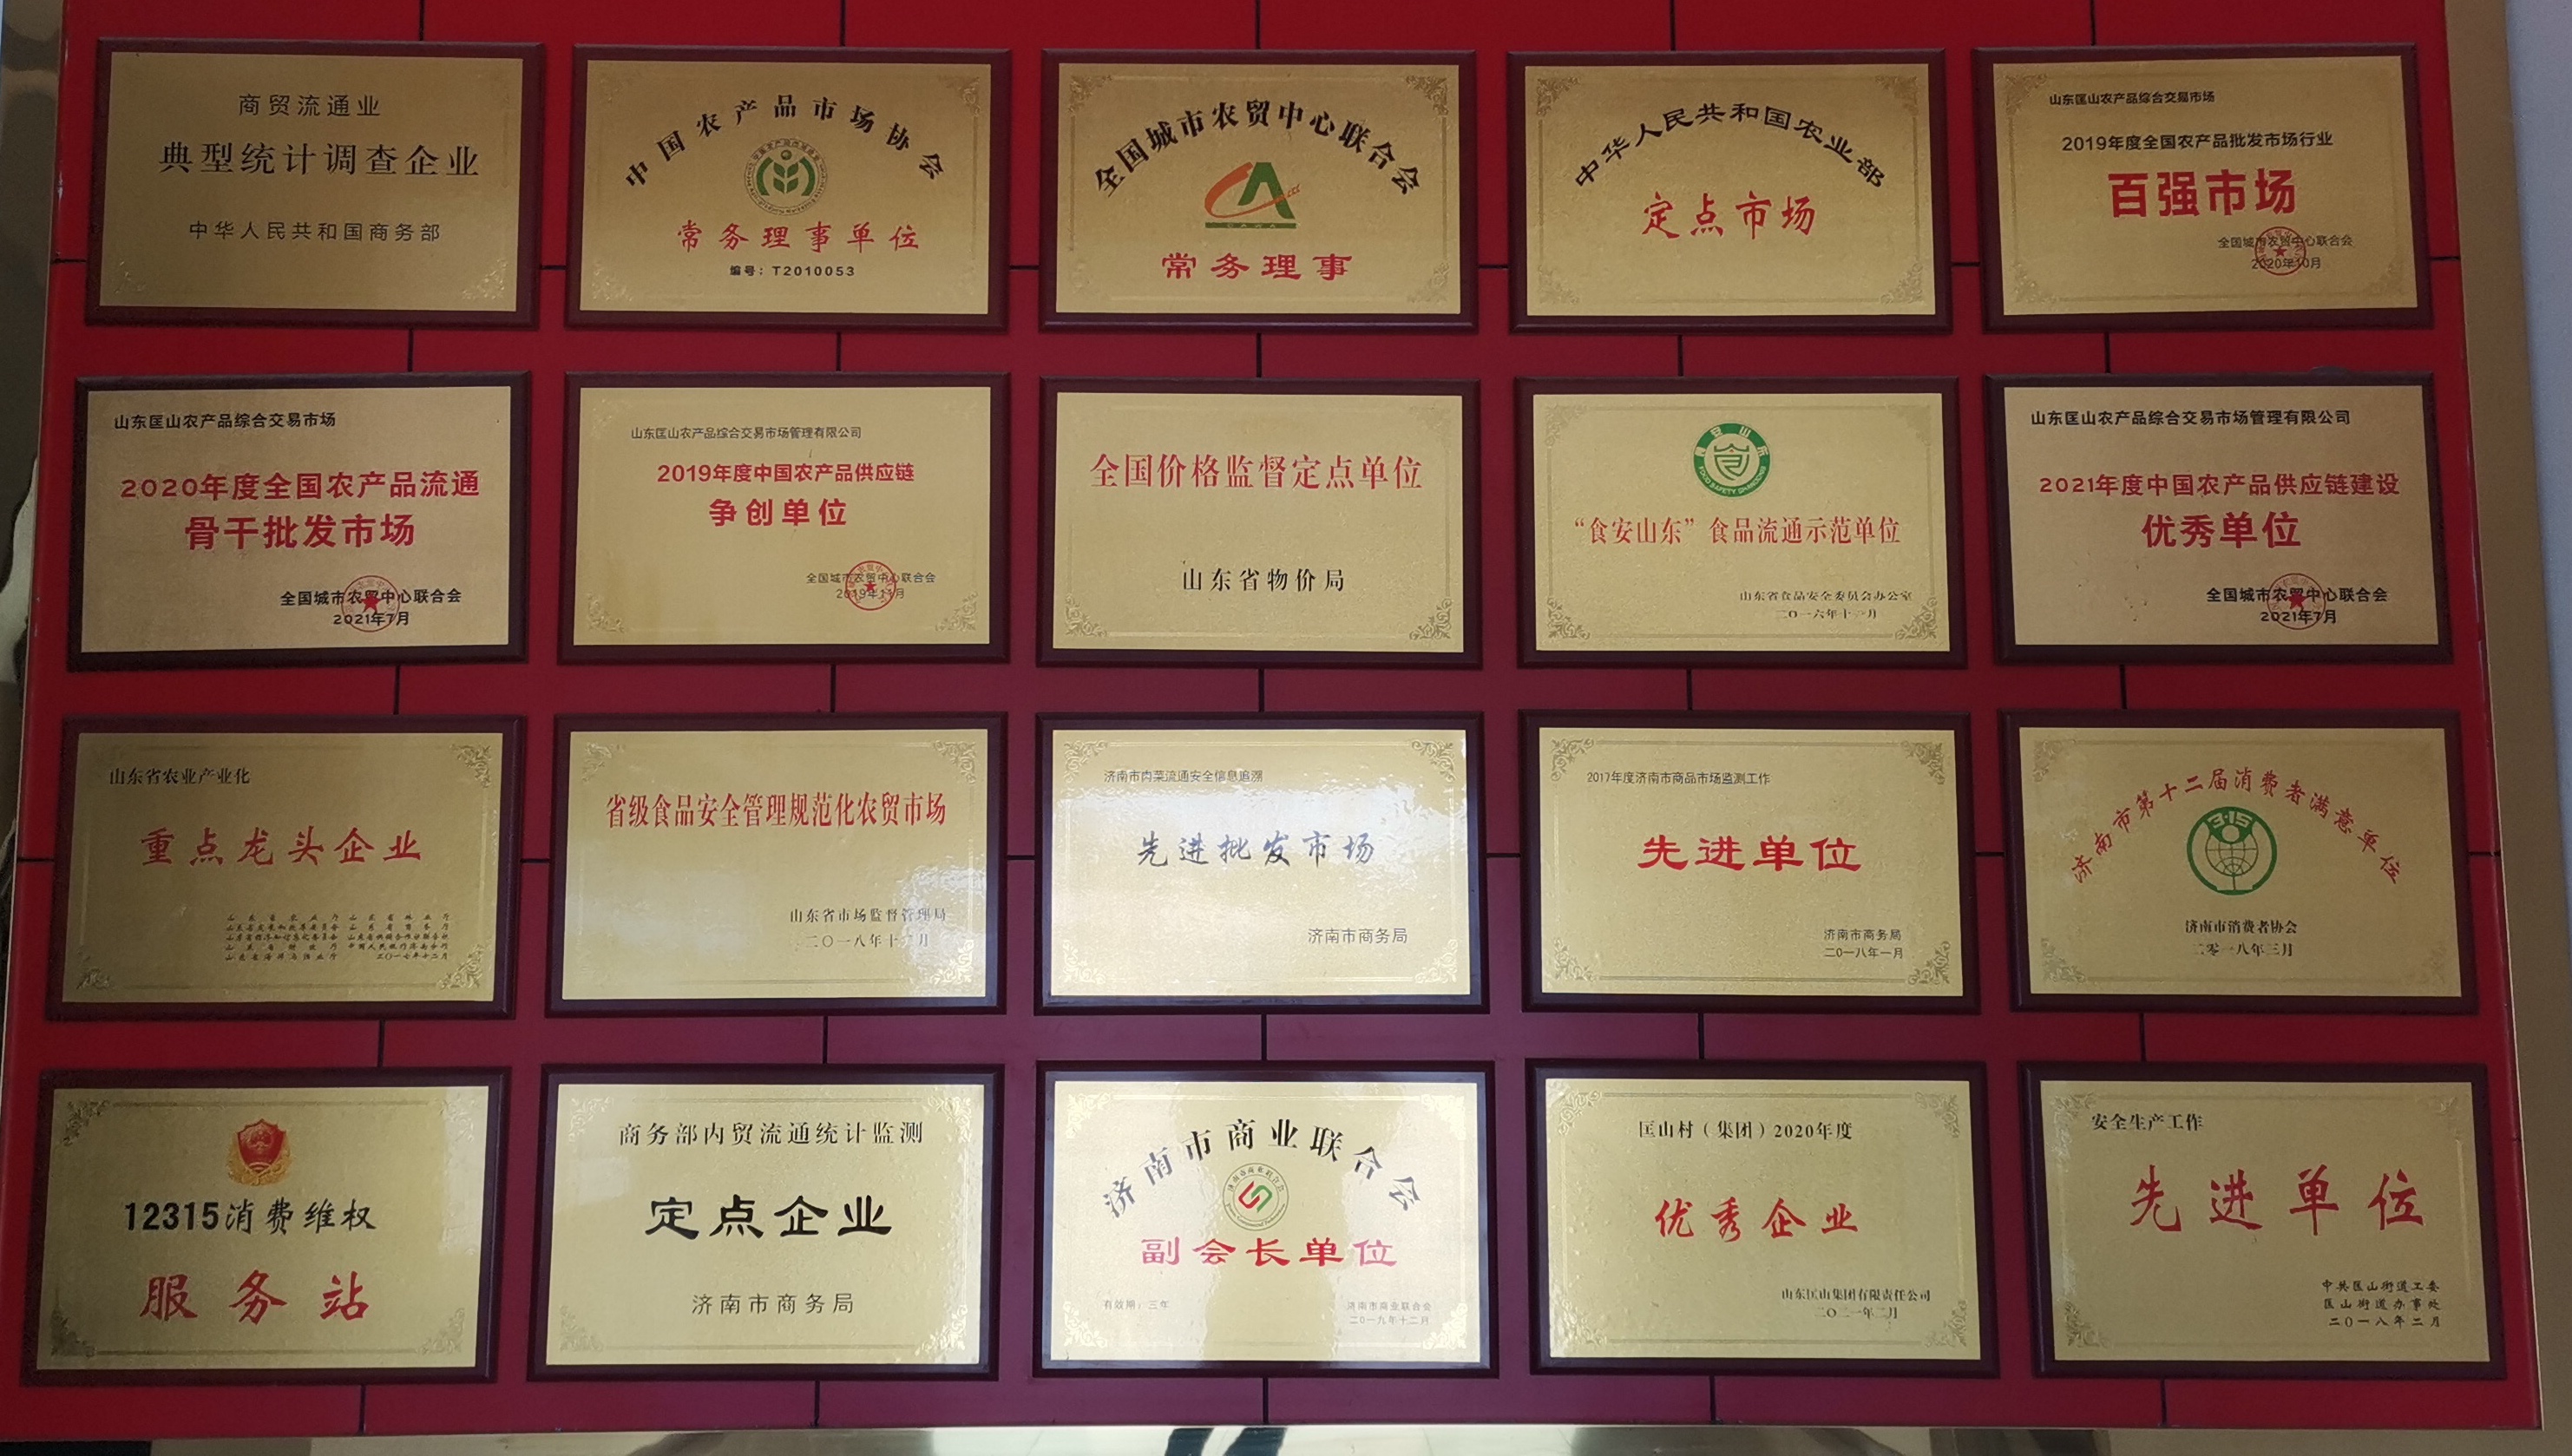 商贸流通业
典型统计调查企业
中华人民共和国商务部
中国农产品市场协会
常务理事单位
编号：T2010053
全国城市农贸中心联合会
CAWA
常务理事
中华人民共和国农业部
定点市场
山东匡山农产品综合交易市场
2019年度全国农产品批发市场行业
百强市场
全国城市农贸中心联合会
2020年10月
山东匡山农产品综合交易市场
2020年度全国农产品流通
骨干批发市场
全国城市农贸中心联合会
2021年7月
山东匡山农产品综合交易市场管理有限公司
2019年度中国农产品供应链
争创单位
全国城市农贸中心联合会
2019年11月
全国价格监督定点单位
山东省物价局
食安山东
FOOD SAFETY SHANDONG
“食安山东”食品流通示范单位
山东省食品安全委员会办公室
二〇一六年十一月
山东匡山农产品综合交易市场管理有限公司
2021年度中国农产品供应链建设
优秀单位
全国城市农贸中心联合会
2021年7月
山东省农业产业化
重点龙头企业
二〇一七年十二月
省级食品安全管理规范化农贸市场
山东省市场监督管理局
二〇一八年十二月
济南市肉菜流通安全信息追溯
先进批发市场
济南市商务局
2017年度济南市商品市场监测工作
先进单位
济南市商务局
二〇一八年一月
济南市第十二届消费者满意单位
3·15
济南市消费者协会
二零一八年三月
12315消费维权
服务站
商务部内贸流通统计监测
定点企业
济南市商务局
济南市商业联合会
副会长单位
有效期：三年
济南市商业联合会
二〇一九年十二月
匡山村（集团）2020年度
优秀企业
山东匡山集团有限责任公司
二〇二一年二月
安全生产工作
先进单位
中共匡山街道工委
匡山街道办事处
二〇一八年二月